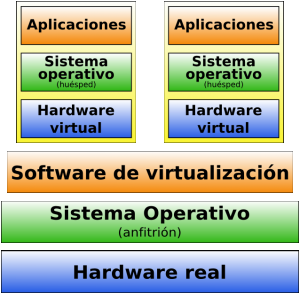 Aplicaciones
Sistema
operativo
(huésped)
Hardware
virtual
Aplicaciones
Sistema
operativo
(huésped)
Hardware
virtual
Software de virtualización
Sistema Operativo
(anfitrión)
Hardware real